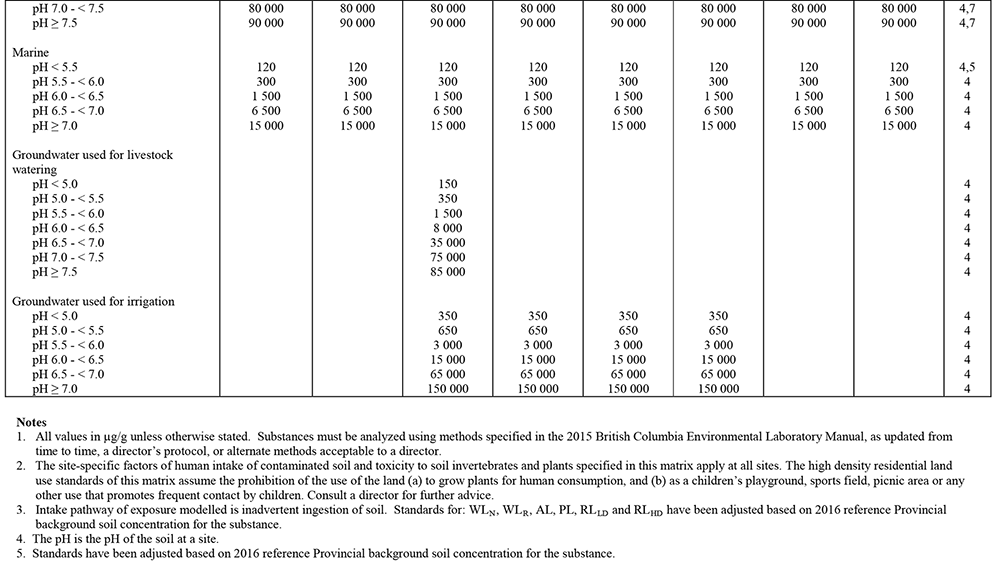 pH 7.0 - < 7.5 80 000 80 000 80 000 80 000 80 000 80 000 80 000 80 000 4,7
pH ≥ 7.5 90 000 90 000 90 000 90 000 90 000 90 000 90 000 90 000 4,7
Marine
pH < 5.5 120 120 120 120 120 120 120 120 4,5
pH 5.5 - < 6.0 300 300 300 300 300 300 300 300 4
pH 6.0 - < 6.5 1 500 1 500 1 500 1 500 1 500 1 500 1 500 1 500 4
pH 6.5 - < 7.0 6 500 6 500 6 500 6 500 6 500 6 500 6 500 6 500 4
pH ≥ 7.0 15 000 15 000 15 000 15 000 15 000 15 000 15 000 15 000 4
Groundwater used for livestock
watering
pH < 5.0 150 4
pH 5.0 - < 5.5 350 4
pH 5.5 - < 6.0 1 500 4
pH 6.0 - < 6.5 8 000 4
pH 6.5 - < 7.0 35 000 4
pH 7.0 - < 7.5 75 000 4
pH ≥ 7.5 85 000 4
Groundwater used for irrigation
pH < 5.0 350 350 350 350 4
pH 5.0 - < 5.5 650 650 650 650 4
pH 5.5 - < 6.0 3 000 3 000 3 000 3 000 4
pH 6.0 - < 6.5 15 000 15 000 15 000 15 000 4
pH 6.5 - < 7.0 65 000 65 000 65 000 65 000 4
pH ≥ 7.0 150 000 150 000 150 000 150 000 4
Notes
1. All values in µg/g unless otherwise stated. Substances must be analyzed using methods specified in the 2015 British Columbia Environmental Laboratory Manual, as updated from
time to time, a director's protocol, or alternate methods acceptable to a director.
2. The site-specific factors of human intake of contaminated soil and toxicity to soil invertebrates and plants specified in this matrix apply at all sites. The high density residential land
use standards of this matrix assume the prohibition of the use of the land (a) to grow plants for human consumption, and (b) as a children's playground, sports field, picnic area or any
other use that promotes frequent contact by children. Consult a director for further advice.
3. Intake pathway of exposure modelled is inadvertent ingestion of soil. Standards for: WLN, WLR, AL, PL, RLLD and RLHD have been adjusted based on 2016 reference Provincial
background soil concentration for the substance.
4. The pH is the pH of the soil at a site.
5. Standards have been adjusted based on 2016 reference Provincial background soil concentration for the substance.